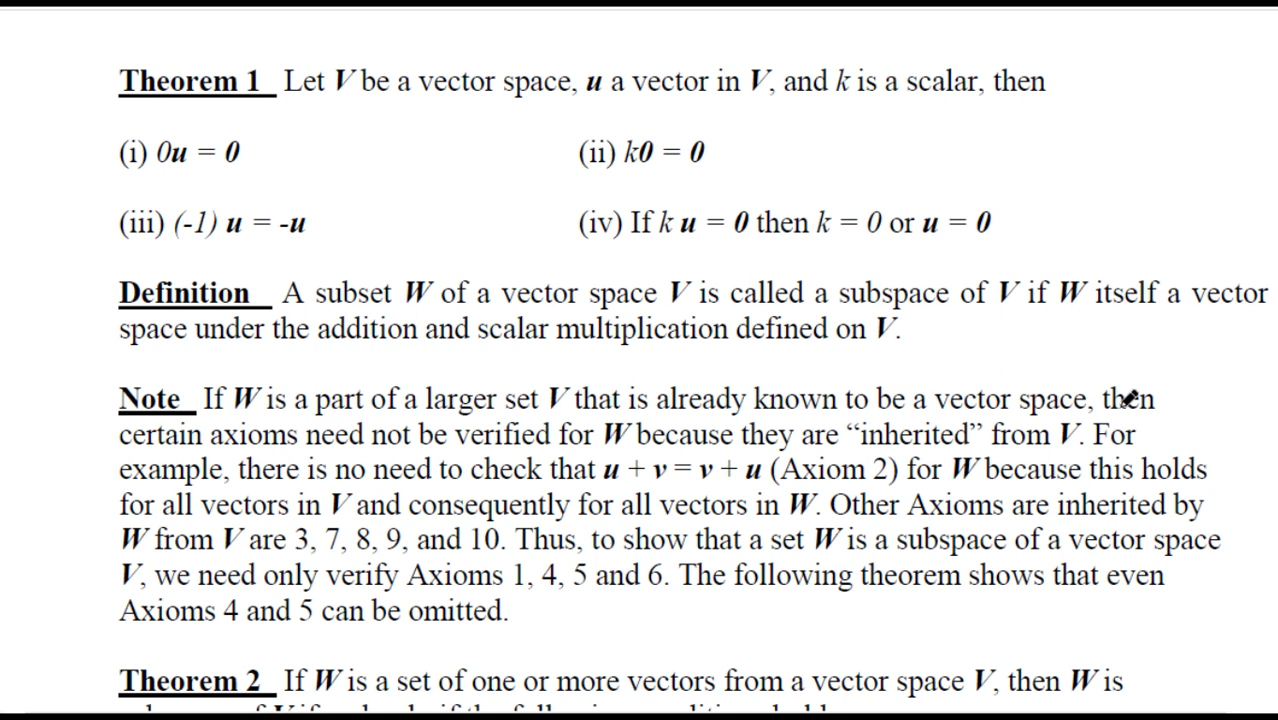 Theorem 1 Let V be a vector space, u a vector in V, and k is a scalar, then
(i) 0u = 0 (ii) k0 = 0
(iii) (-1) u = -u (iv) If k u = 0 then k = 0 or u = 0
Definition A subset W of a vector space V is called a subspace of V if W itself a vector
space under the addition and scalar multiplication defined on V.
Note If W is a part of a larger set V that is already known to be a vector space, then
certain axioms need not be verified for W because they are “inherited” from V. For
example, there is no need to check that u + v = v + u (Axiom 2) for W because this holds
for all vectors in V and consequently for all vectors in W. Other Axioms are inherited by
W from V are 3, 7, 8, 9, and 10. Thus, to show that a set W is a subspace of a vector space
V, we need only verify Axioms 1, 4, 5 and 6. The following theorem shows that even
Axioms 4 and 5 can be omitted.
Theorem 2 If W is a set of one or more vectors from a vector space V, then W is